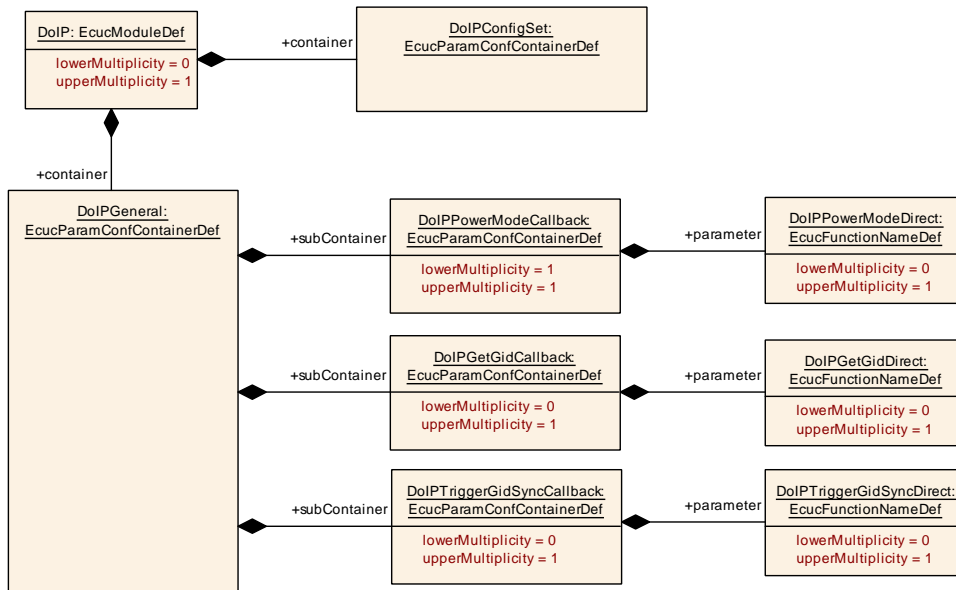 DoIP: EcucModuleDef
lowerMultiplicity = 0
upperMultiplicity = 1
+container
DoIPConfigSet:
EcucParamConfContainerDef
+container
DoIPGeneral:
EcucParamConfContainerDef
+subContainer
DoIPPowerModeCallback:
EcucParamConfContainerDef
lowerMultiplicity = 1
upperMultiplicity = 1
+parameter
DoIPPowerModeDirect:
EcucFunctionNameDef
lowerMultiplicity = 0
upperMultiplicity = 1
+subContainer
DoIPGetGidCallback:
EcucParamConfContainerDef
lowerMultiplicity = 0
upperMultiplicity = 1
+parameter
DoIPGetGidDirect:
EcucFunctionNameDef
lowerMultiplicity = 0
upperMultiplicity = 1
+subContainer
DoIPTriggerGidSyncCallback:
EcucParamConfContainerDef
lowerMultiplicity = 0
upperMultiplicity = 1
+parameter
DoIPTriggerGidSyncDirect:
EcucFunctionNameDef
lowerMultiplicity = 0
upperMultiplicity = 1